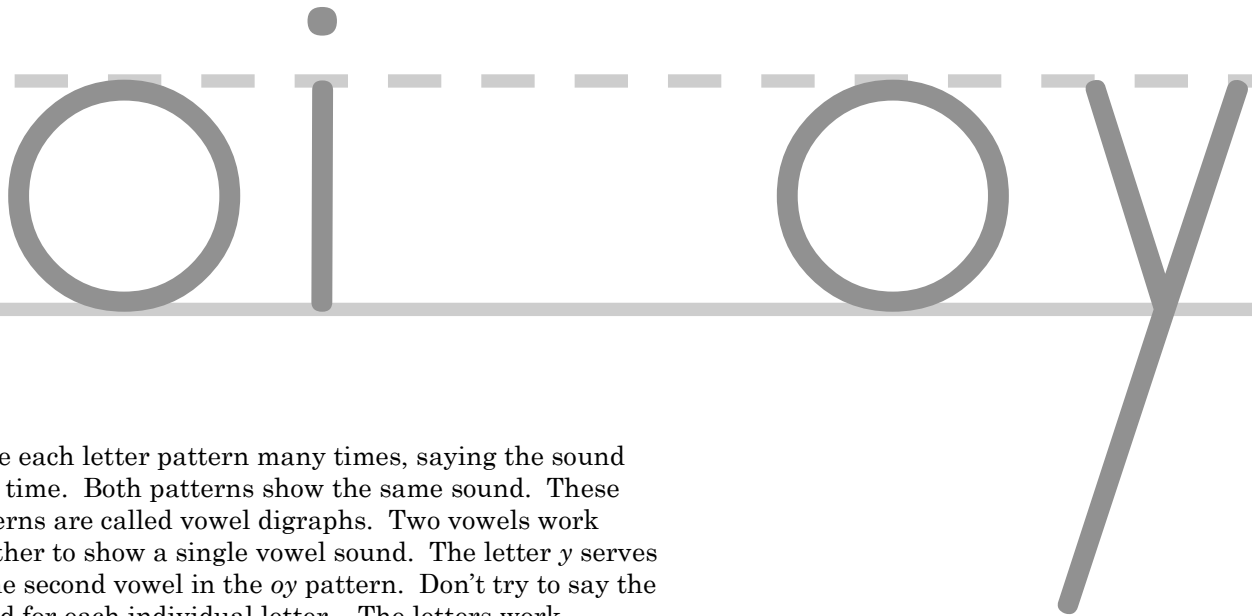 oi oy
e each letter pattern many times, saying the sound
time. Both patterns show the same sound. These
erns are called vowel digraphs. Two vowels work
ther to show a single vowel sound. The letter y serves
e second vowel in the oy pattern. Don't try to say the
d for each individual letter. The letters work